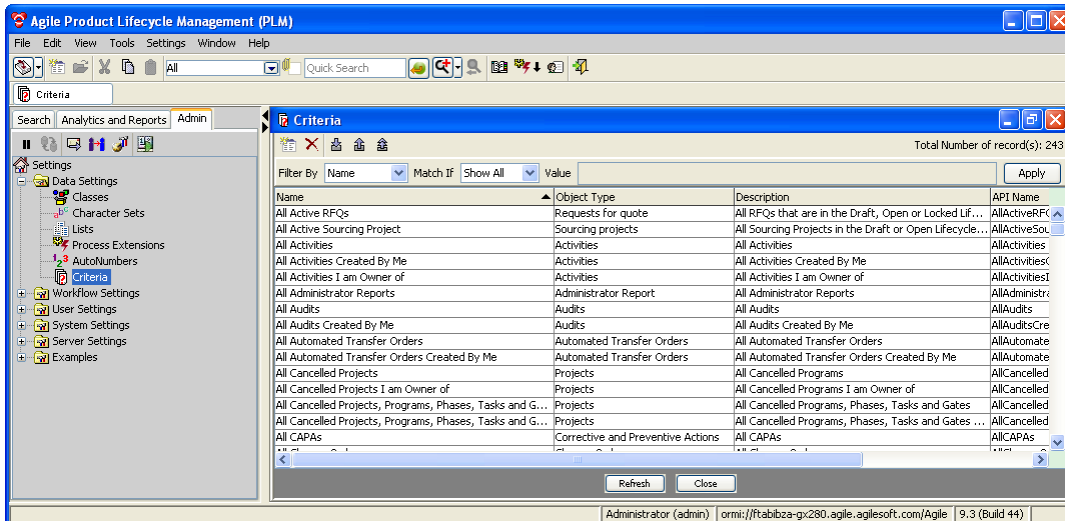 Agile Product Lifecycle Management (PLM)
File Edit View Tools Settings Window Help
All Quick Search
Criteria
Search Analytics and Reports Admin
Settings
Data Settings
Classes
Character Sets
Lists
Process Extensions
AutoNumbers
Criteria
Workflow Settings
User Settings
System Settings
Server Settings
Examples
Criteria
Total Number of record(s): 243
Filter By Name Match If Show All Value Apply
Name Object Type Description API Name
All Active RFQs Requests for quote All RFQs that are in the Draft, Open or Locked Lif... AllActiveRFQ
All Active Sourcing Project Sourcing projects All Sourcing Projects in the Draft or Open Lifecycle... AllActiveSou
All Activities Activities All Activities AllActivities
All Activities Created By Me Activities All Activities Created By Me AllActivities
All Activities I am Owner of Activities All Activities I am Owner of AllActivitiesI
All Administrator Reports Administrator Report All Administrator Reports AllAdministra
All Audits Audits All Audits AllAudits
All Audits Created By Me Audits All Audits Created By Me AllAuditsCre
All Automated Transfer Orders Automated Transfer Orders All Automated Transfer Orders AllAutomate
All Automated Transfer Orders Created By Me Automated Transfer Orders All Automated Transfer Orders Created By Me AllAutomate
All Cancelled Projects Projects All Cancelled Programs AllCancelled
All Cancelled Projects I am Owner of Projects All Cancelled Programs I am Owner of AllCancelled
All Cancelled Projects, Programs, Phases, Tasks and G... Projects All Cancelled Programs, Phases, Tasks and Gates AllCancelled
All Cancelled Projects, Programs, Phases, Tasks and G... Projects All Cancelled Programs, Phases, Tasks and Gates ... AllCancelled
All CAPAs Corrective and Preventive Actions All CAPAs AllCAPAs
Refresh Close
Administrator (admin) ormi://ftabibza-gx280.agile.agilesoft.com/Agile 9.3 (Build 44)